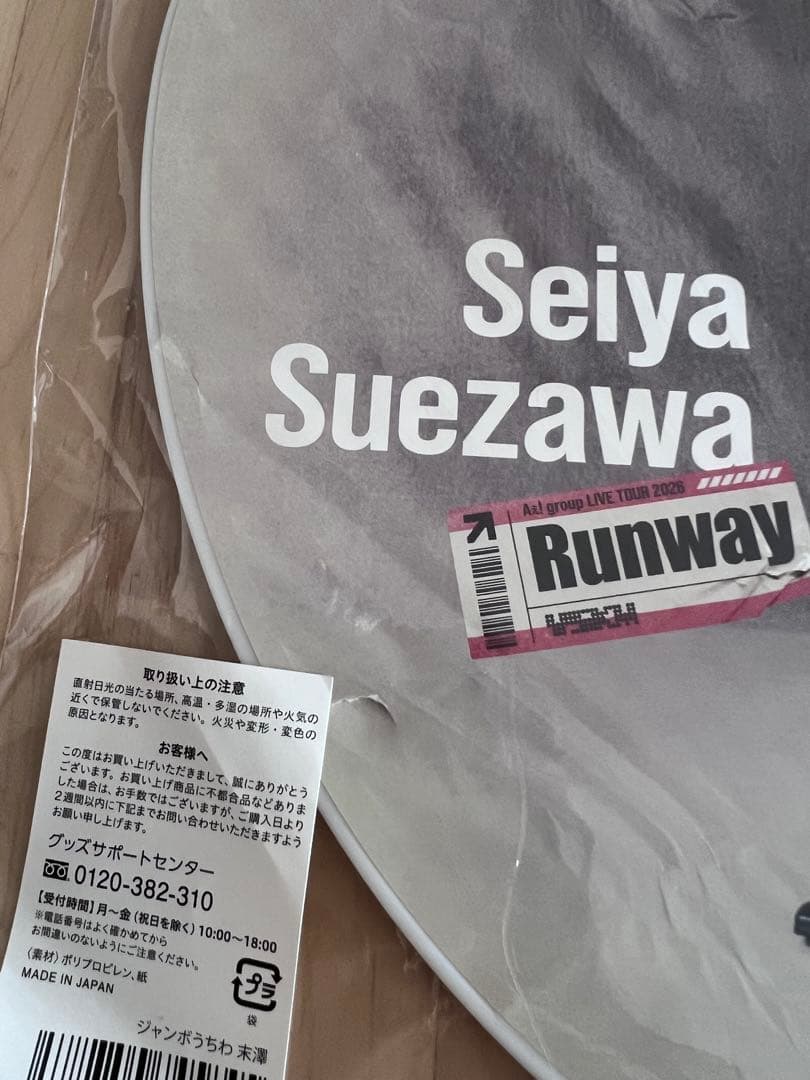 Seiya
Suezawa
Aぇ! group LIVE TOUR 2026
Runway
取り扱い上の注意
直射日光の当たる場所、高温・多湿の場所や火気の
近くで保管しないでください。火災や変形・変色の
原因となります。
お客様へ
この度はお買い上げいただきまして、誠にありがとう
ございます。お買い上げ商品に不都合品などありま
した場合は、お手数ではございますが、ご購入日より
2週間以内に下記までお問い合わせいただきますよう
お願い申し上げます。
グッズサポートセンター
0120-382-310
【受付時間】月〜金(祝日を除く)10:00〜18:00
※電話番号はよく確かめてから
お間違いのないようにご注意ください。
〈素材〉ポリプロピレン、紙
MADE IN JAPAN
プラ
袋
ジャンボうちわ 末澤